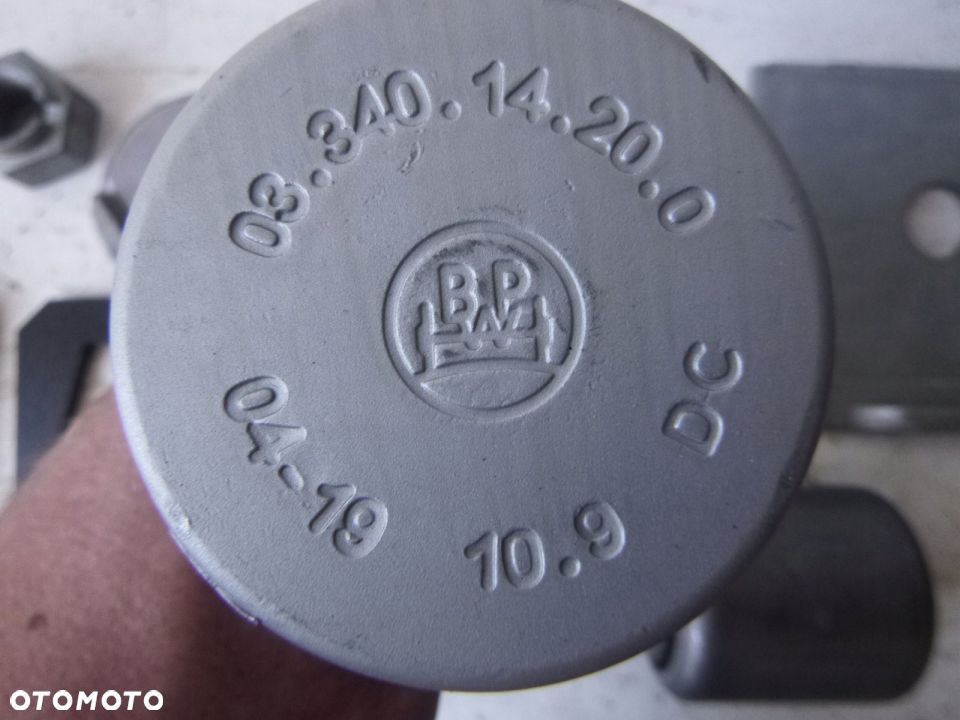 03.340.14.20.0
BPW
DC
04-19
10.9
OTOMOTO